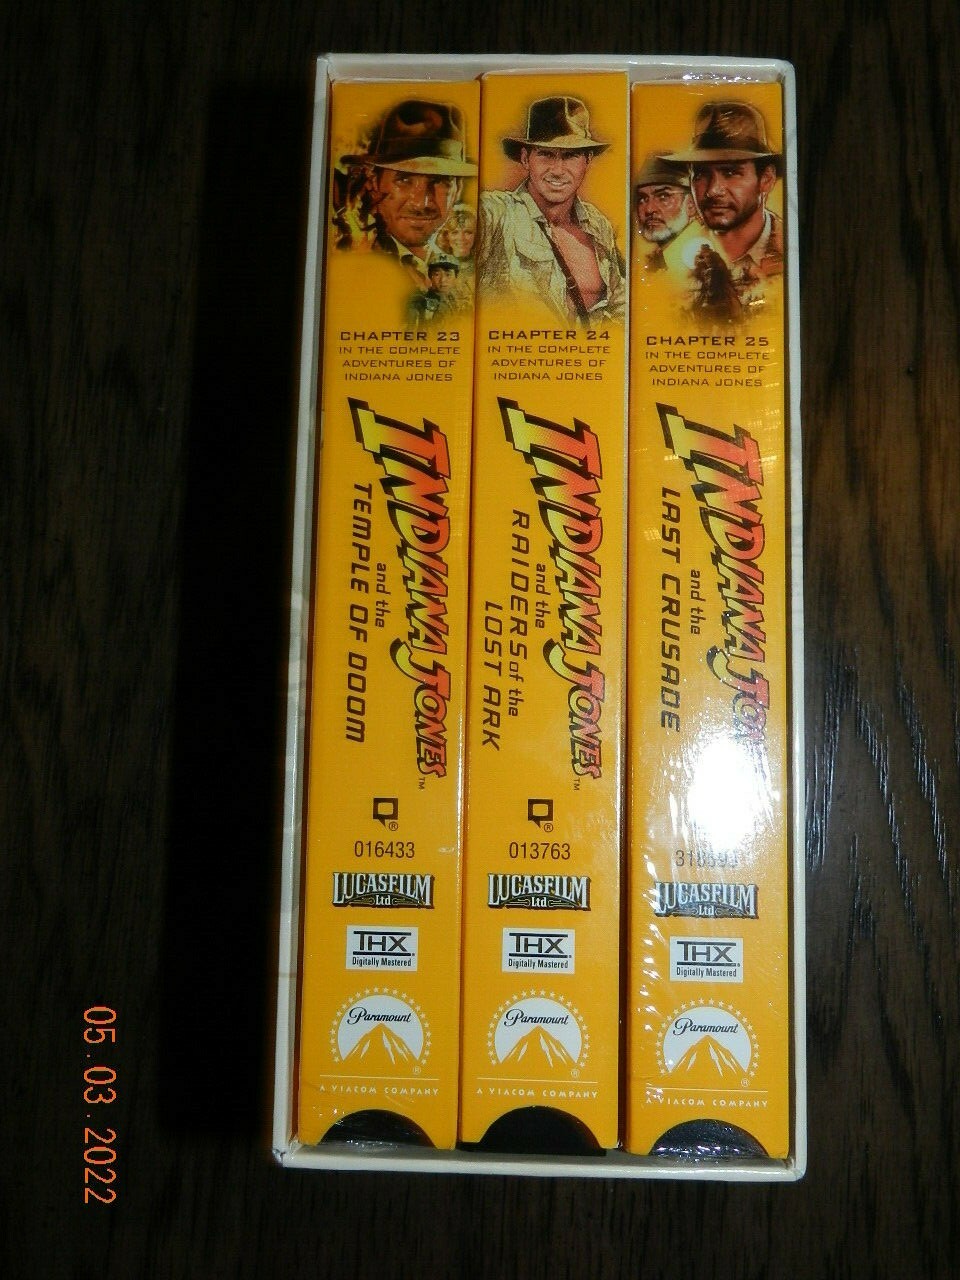 CHAPTER 23
IN THE COMPLETE
ADVENTURES OF
INDIANA JONES
INDIANA JONES™
and the
TEMPLE OF DOOM
®
016433
LUCASFILM
Ltd
THX
Digitally Mastered
Paramount
®
A VIACOM COMPANY
CHAPTER 24
IN THE COMPLETE
ADVENTURES OF
INDIANA JONES
INDIANA JONES™
and the
RAIDERS of the
LOST ARK
®
013763
LUCASFILM
Ltd
THX
Digitally Mastered
Paramount
®
A VIACOM COMPANY
CHAPTER 25
IN THE COMPLETE
ADVENTURES OF
INDIANA JONES
INDIANA
and the
LAST CRUSADE
LUCASFILM
Ltd
THX
Digitally Mastered
Paramount
®
A VIACOM COMPANY
05.03.2022